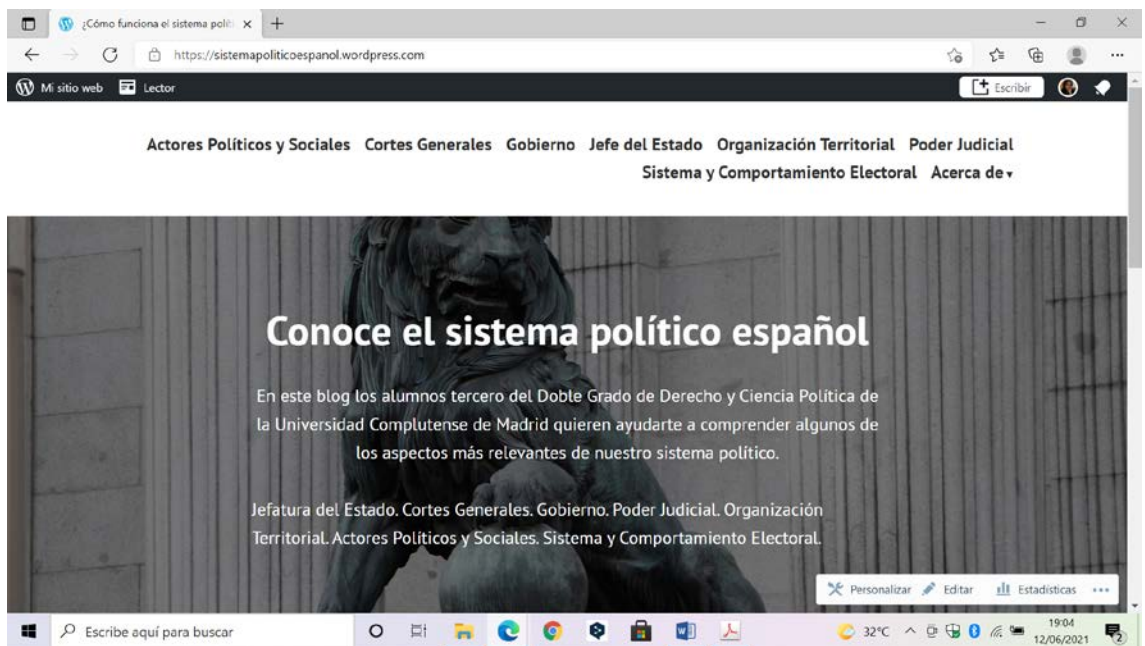 ¿Cómo funciona el sistema polít
https://sistemapoliticoespanol.wordpress.com
Mi sitio web Lector Escribir
Actores Políticos y Sociales Cortes Generales Gobierno Jefe del Estado Organización Territorial Poder Judicial
Sistema y Comportamiento Electoral Acerca de
Conoce el sistema político español
En este blog los alumnos tercero del Doble Grado de Derecho y Ciencia Política de
la Universidad Complutense de Madrid quieren ayudarte a comprender algunos de
los aspectos más relevantes de nuestro sistema político.
Jefatura del Estado. Cortes Generales. Gobierno. Poder Judicial. Organización
Territorial. Actores Políticos y Sociales. Sistema y Comportamiento Electoral.
Personalizar Editar Estadísticas
Escribe aquí para buscar
32°C
19:04
12/06/2021
2